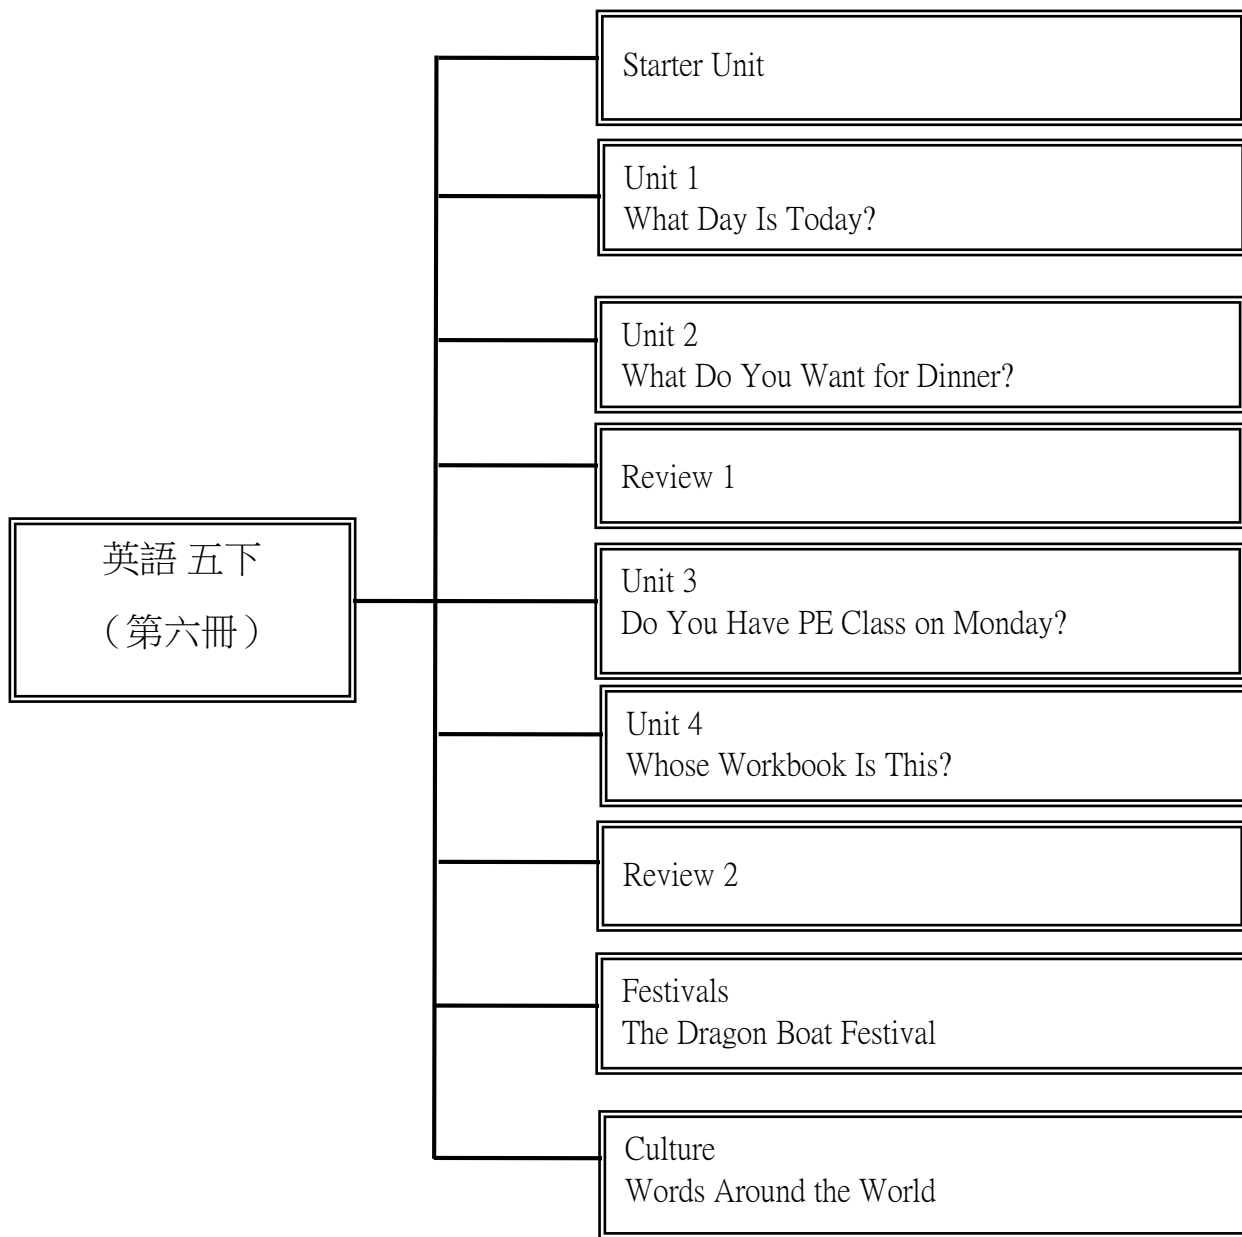 Starter Unit
Unit 1
What Day Is Today?
Unit 2
What Do You Want for Dinner?
Review 1
英語 五下
（第六冊）
Unit 3
Do You Have PE Class on Monday?
Unit 4
Whose Workbook Is This?
Review 2
Festivals
The Dragon Boat Festival
Culture
Words Around the World